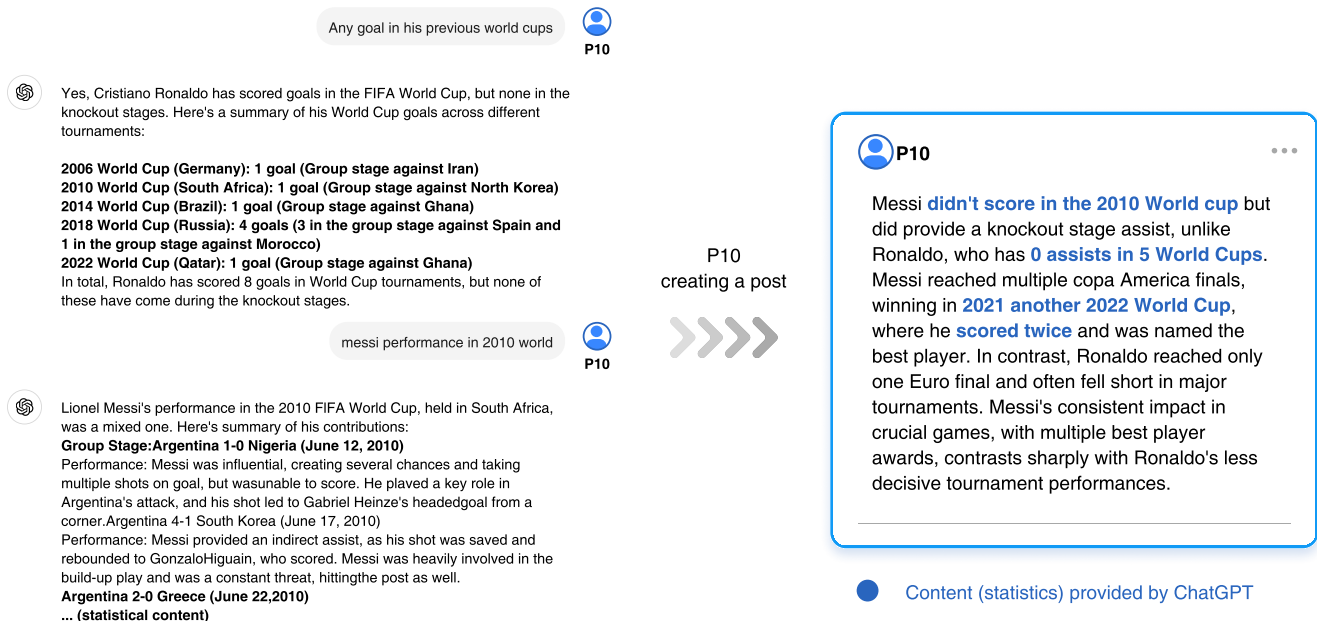 Any goal in his previous world cups
P10
Yes, Cristiano Ronaldo has scored goals in the FIFA World Cup, but none in the
knockout stages. Here's a summary of his World Cup goals across different
tournaments:
2006 World Cup (Germany): 1 goal (Group stage against Iran)
2010 World Cup (South Africa): 1 goal (Group stage against North Korea)
2014 World Cup (Brazil): 1 goal (Group stage against Ghana)
2018 World Cup (Russia): 4 goals (3 in the group stage against Spain and
1 in the group stage against Morocco)
2022 World Cup (Qatar): 1 goal (Group stage against Ghana)
In total, Ronaldo has scored 8 goals in World Cup tournaments, but none of
these have come during the knockout stages.
messi performance in 2010 world
P10
Lionel Messi's performance in the 2010 FIFA World Cup, held in South Africa,
was a mixed one. Here's summary of his contributions:
Group Stage:Argentina 1-0 Nigeria (June 12, 2010)
Performance: Messi was influential, creating several chances and taking
multiple shots on goal, but wasunable to score. He plaved a key role in
Argentina's attack, and his shot led to Gabriel Heinze's headedgoal from a
corner.Argentina 4-1 South Korea (June 17, 2010)
Performance: Messi provided an indirect assist, as his shot was saved and
rebounded to GonzaloHiguain, who scored. Messi was heavily involved in the
build-up play and was a constant threat, hittingthe post as well.
Argentina 2-0 Greece (June 22,2010)
... (statistical content)
P10
creating a post
P10
Messi didn't score in the 2010 World cup but
did provide a knockout stage assist, unlike
Ronaldo, who has 0 assists in 5 World Cups.
Messi reached multiple copa America finals,
winning in 2021 another 2022 World Cup,
where he scored twice and was named the
best player. In contrast, Ronaldo reached only
one Euro final and often fell short in major
tournaments. Messi's consistent impact in
crucial games, with multiple best player
awards, contrasts sharply with Ronaldo's less
decisive tournament performances.
Content (statistics) provided by ChatGPT